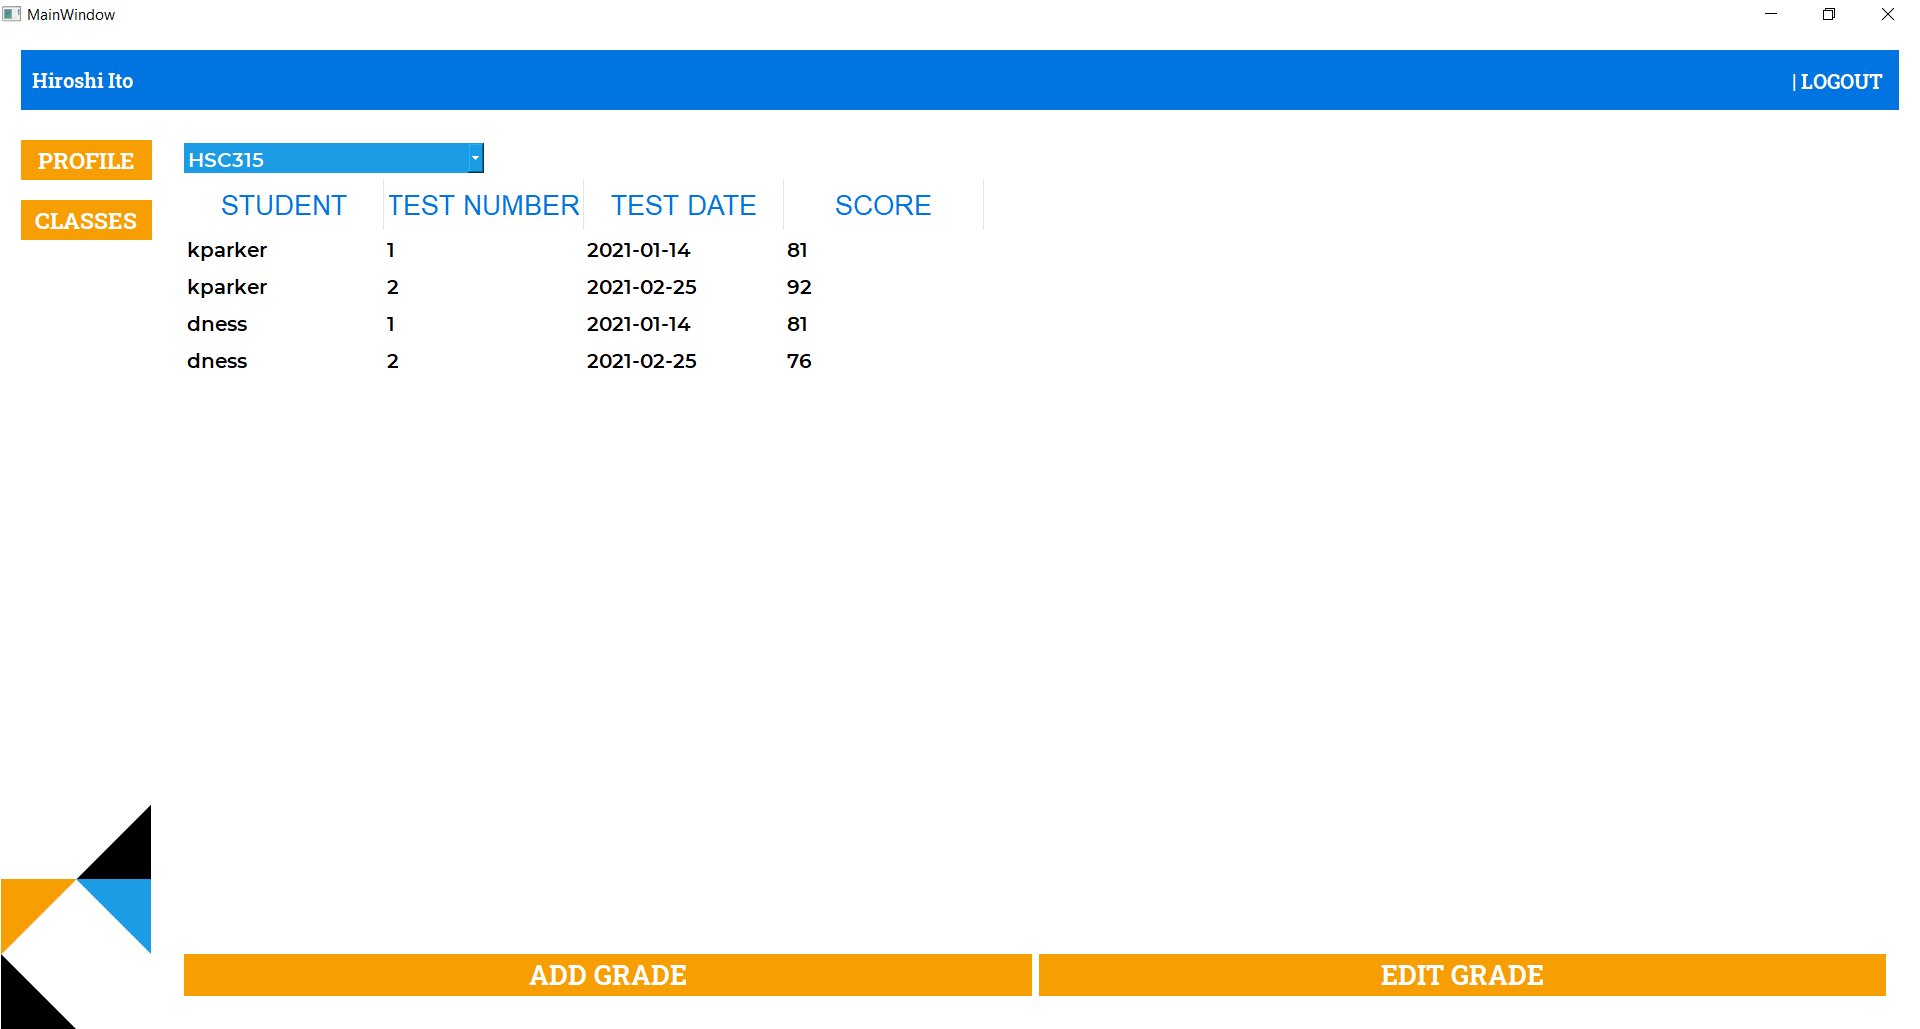 MainWindow
Hiroshi Ito | LOGOUT
PROFILE
CLASSES
HSC315
STUDENT TEST NUMBER TEST DATE SCORE
kparker 1 2021-01-14 81
kparker 2 2021-02-25 92
dness 1 2021-01-14 81
dness 2 2021-02-25 76
ADD GRADE EDIT GRADE